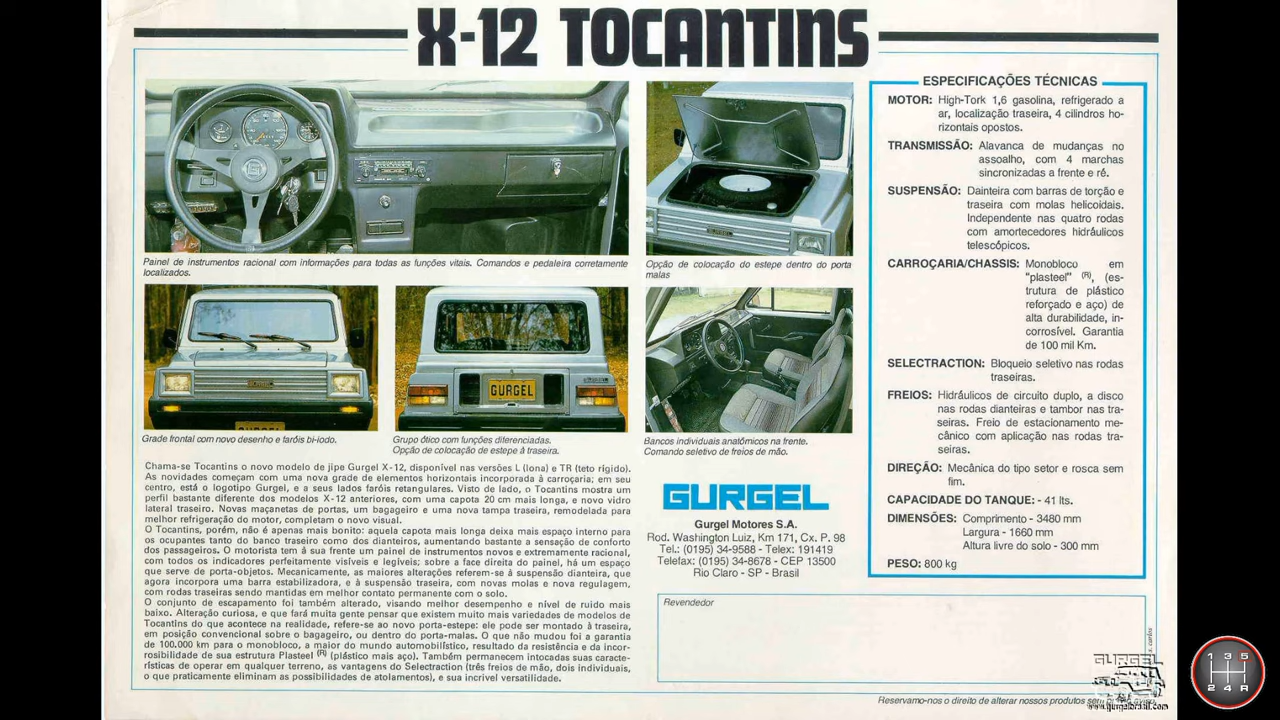 X-12 TOCANTINS
Painel de instrumentos racional com informações para todas as funções vitais. Comandos e pedaleira corretamente
localizados.
Opção de colocação do estepe dentro do porta
malas
Grade frontal com novo desenho e faróis bi-iodo.
GURGEL
Grupo ótico com funções diferenciadas.
Opção de colocação de estepe à traseira.
Bancos individuais anatômicos na frente.
Comando seletivo de freios de mão.
Chama-se Tocantins o novo modelo de jipe Gurgel X-12, disponível nas versões L (lona) e TR (teto rígido).
As novidades começam com uma nova grade de elementos horizontais incorporada à carroçaria; em seu
centro, está o logotipo Gurgel, e a seus lados faróis retangulares. Visto de lado, o Tocantins mostra um
perfil bastante diferente dos modelos X-12 anteriores, com uma capota 20 cm mais longa, e novo vidro
lateral traseiro. Novas maçanetas de portas, um bagageiro e uma nova tampa traseira, remodelada para
melhor refrigeração do motor, completam o novo visual.
O Tocantins, porém, não é apenas mais bonito: aquela capota mais longa deixa mais espaço interno para
os ocupantes tanto do banco traseiro como dos dianteiros, aumentando bastante a sensação de conforto
dos passageiros. O motorista tem à sua frente um painel de instrumentos novos e extremamente racional,
com todos os indicadores perfeitamente visíveis e legíveis; sobre a face direita do painel, há um espaço
que serve de porta-objetos. Mecanicamente, as maiores alterações referem-se à suspensão dianteira, que
agora incorpora uma barra estabilizadora, e à suspensão traseira, com novas molas e nova regulagem,
com rodas traseiras sendo mantidas em melhor contato permanente com o solo.
O conjunto de escapamento foi também alterado, visando melhor desempenho e nível de ruido mais
baixo. Alteração curiosa, e que fará muita gente pensar que existem muito mais variedades de modelos de
Tocantins do que acontece na realidade, refere-se ao novo porta-estepe: ele pode ser montado à traseira,
em posição convencional sobre o bagageiro, ou dentro do porta-malas. O que não mudou foi a garantia
de 100.000 km para o monobloco, a maior do mundo automobilístico, resultado da resistência e da incor-
rosibilidade de sua estrutura Plasteel (R) (plástico mais aço). Também permanecem intocadas suas caracte-
rísticas de operar em qualquer terreno, as vantagens do Selectraction (três freios de mão, dois individuais,
o que praticamente eliminam as possibilidades de atolamentos), e sua incrivel versatilidade.
GURGEL
Gurgel Motores S.A.
Rod. Washington Luiz, Km 171, Cx. P. 98
Tel.: (0195) 34-9588 - Telex: 191419
Telefax: (0195) 34-8678 - CEP 13500
Rio Claro - SP - Brasil
Revendedor
ESPECIFICAÇÕES TÉCNICAS
MOTOR: High-Tork 1,6 gasolina, refrigerado a
ar, localização traseira, 4 cilindros ho-
rizontais opostos.
TRANSMISSÃO: Alavanca de mudanças no
assoalho, com 4 marchas
sincronizadas a frente e ré.
SUSPENSÃO: Dainteira com barras de torção e
traseira com molas helicoidais.
Independente nas quatro rodas
com amortecedores hidráulicos
telescópicos.
CARROÇARIA/CHASSIS: Monobloco em
"plasteel" (R), (es-
trutura de plástico
reforçado e aço) de
alta durabilidade, in-
corrosível. Garantia
de 100 mil Km.
SELECTRACTION: Bloqueio seletivo nas rodas
traseiras.
FREIOS: Hidráulicos de circuito duplo, a disco
nas rodas dianteiras e tambor nas tra-
seiras. Freio de estacionamento me-
cânico com aplicação nas rodas tra-
seiras.
DIREÇÃO: Mecânica do tipo setor e rosca sem
fim.
CAPACIDADE DO TANQUE: - 41 lts.
DIMENSÕES: Comprimento - 3480 mm
Largura - 1660 mm
Altura livre do solo - 300 mm
PESO: 800 kg
Reservamo-nos o direito de alterar nossos produtos sem
GURGEL
www.gurgelbrasil.com
1 3 5
2 4 R